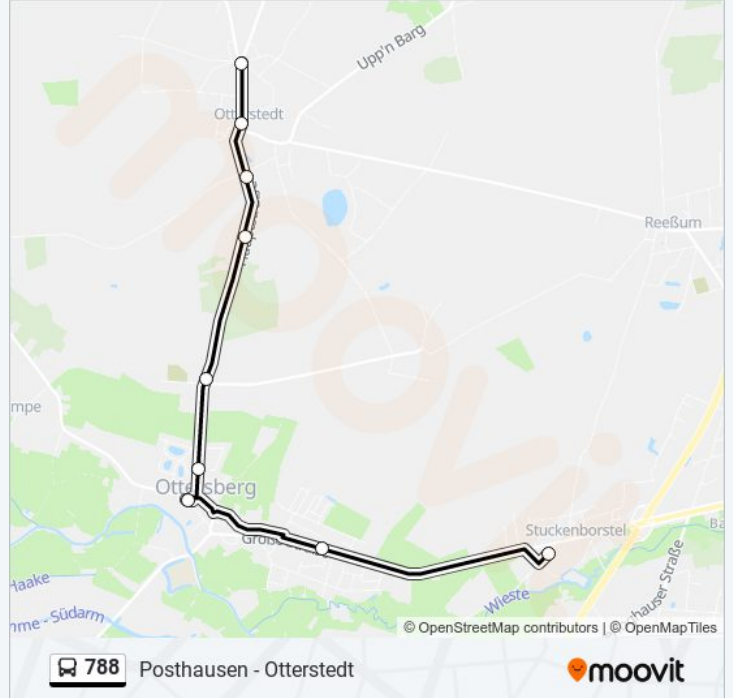 Upp'n Barg
Otterstedt
Reeßum
Ottersberg
Stuckenborstel
Wieste
Haake
© OpenStreetMap contributors | © OpenMapTiles
788 Posthausen - Otterstedt
moovit